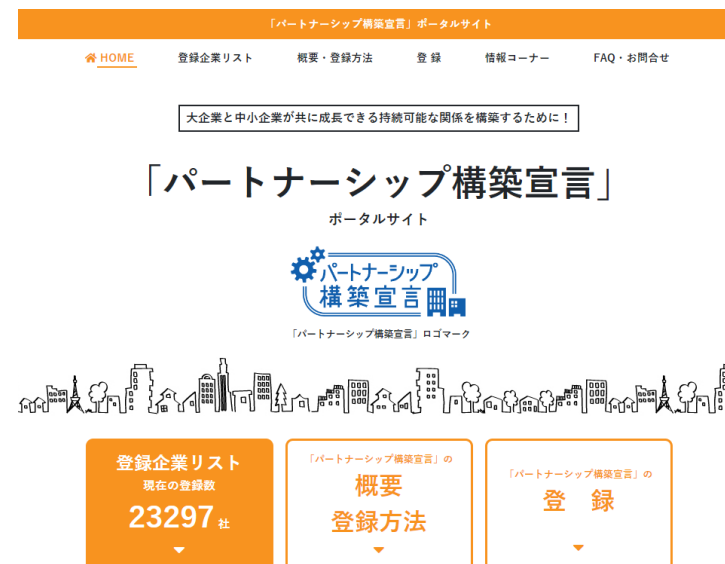 「パートナーシップ構築宣言」ポータルサイト
HOME 登録企業リスト 概要・登録方法 登 録 情報コーナー FAQ・お問合せ
大企業と中小企業が共に成長できる持続可能な関係を構築するために！
「パートナーシップ構築宣言」
ポータルサイト
パートナーシップ
構築宣言
「パートナーシップ構築宣言」ロゴマーク
登録企業リスト
現在の登録数
23297 社
「パートナーシップ構築宣言」の
概要
登録方法
「パートナーシップ構築宣言」の
登 録